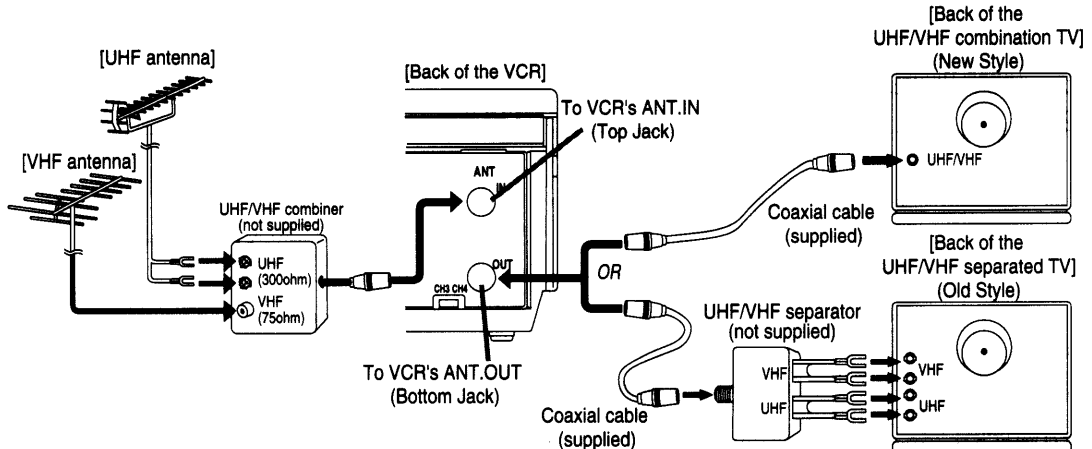 [UHF antenna]
[VHF antenna]
UHF/VHF combiner
(not supplied)
UHF
(300ohm)
VHF
(75ohm)
[Back of the VCR]
To VCR's ANT.IN
(Top Jack)
ANT
IN
OUT
CH3 CH4
To VCR's ANT.OUT
(Bottom Jack)
OR
[Back of the
UHF/VHF combination TV]
(New Style)
UHF/VHF
Coaxial cable
(supplied)
[Back of the
UHF/VHF separated TV]
(Old Style)
UHF/VHF separator
(not supplied)
VHF
UHF
VHF
UHF
Coaxial cable
(supplied)